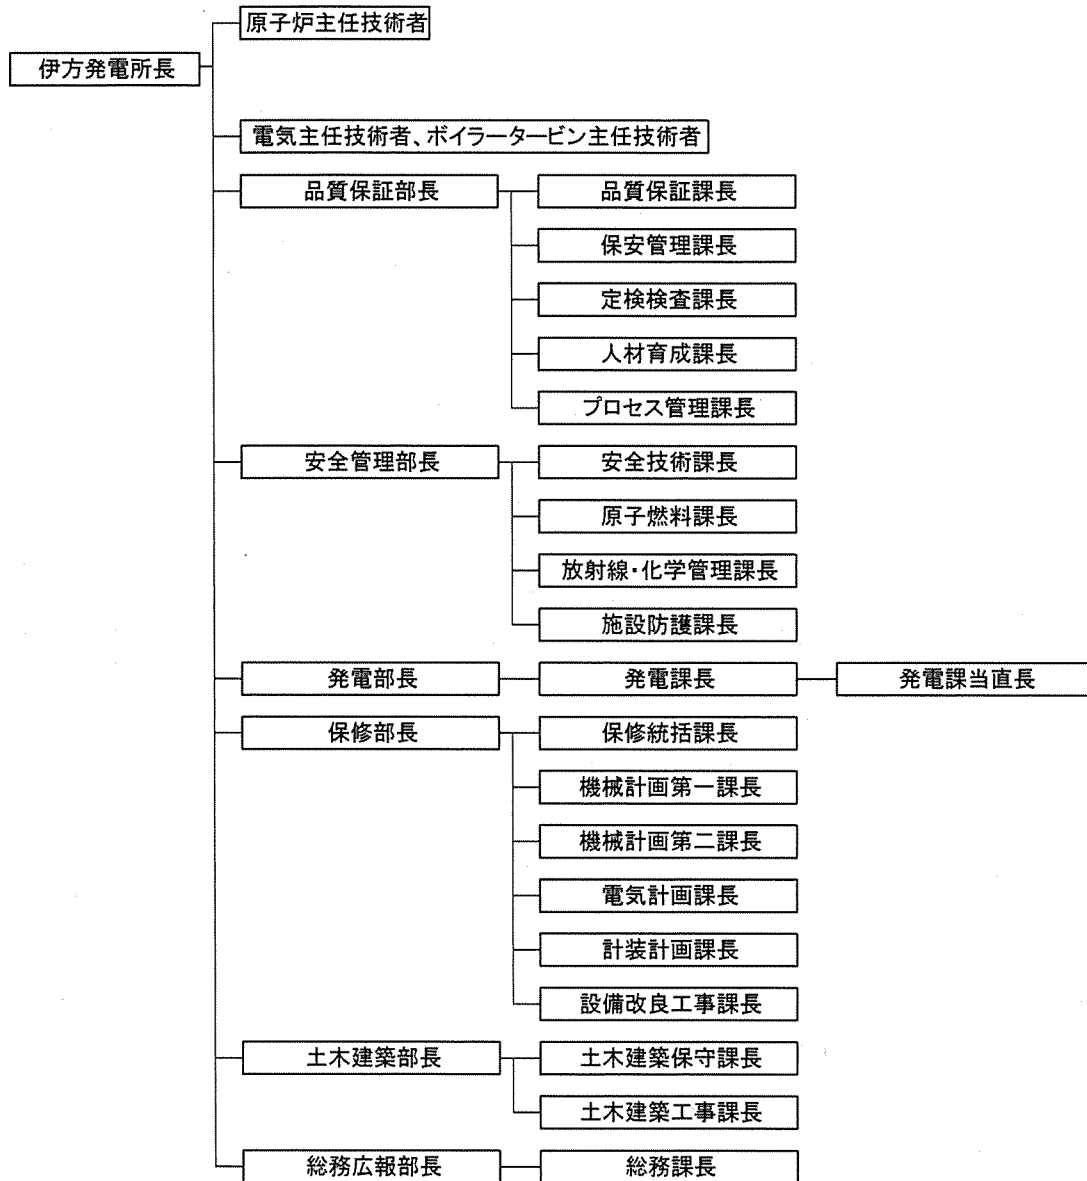 原子炉主任技術者
伊方発電所長
電気主任技術者、ボイラータービン主任技術者
品質保証部長
品質保証課長
保安管理課長
定検検査課長
人材育成課長
プロセス管理課長
安全管理部長
安全技術課長
原子燃料課長
放射線・化学管理課長
施設防護課長
発電部長
発電課長
発電課当直長
保修部長
保修統括課長
機械計画第一課長
機械計画第二課長
電気計画課長
計装計画課長
設備改良工事課長
土木建築部長
土木建築保守課長
土木建築工事課長
総務広報部長
総務課長